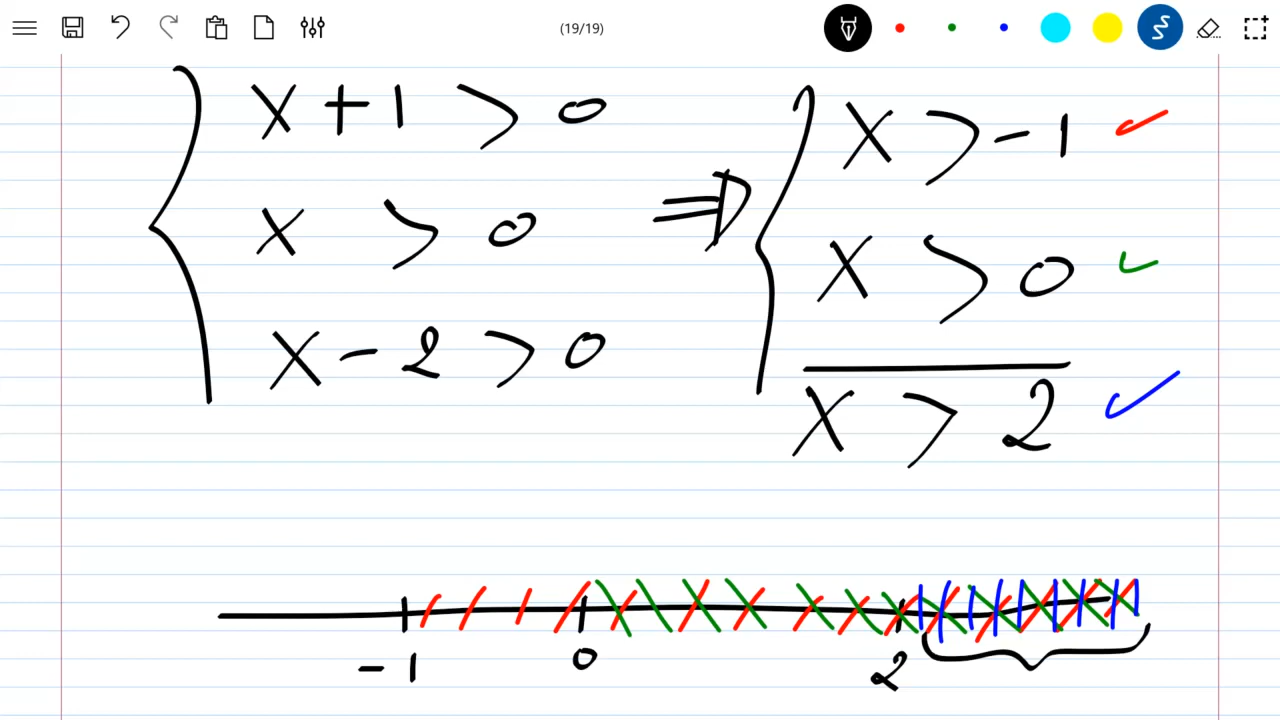 (19/19)
x + 1 > 0
x > 0
x - 2 > 0
⇒
x > -1 ✓
x > 0 ✓
x > 2 ✓
-1 0 2